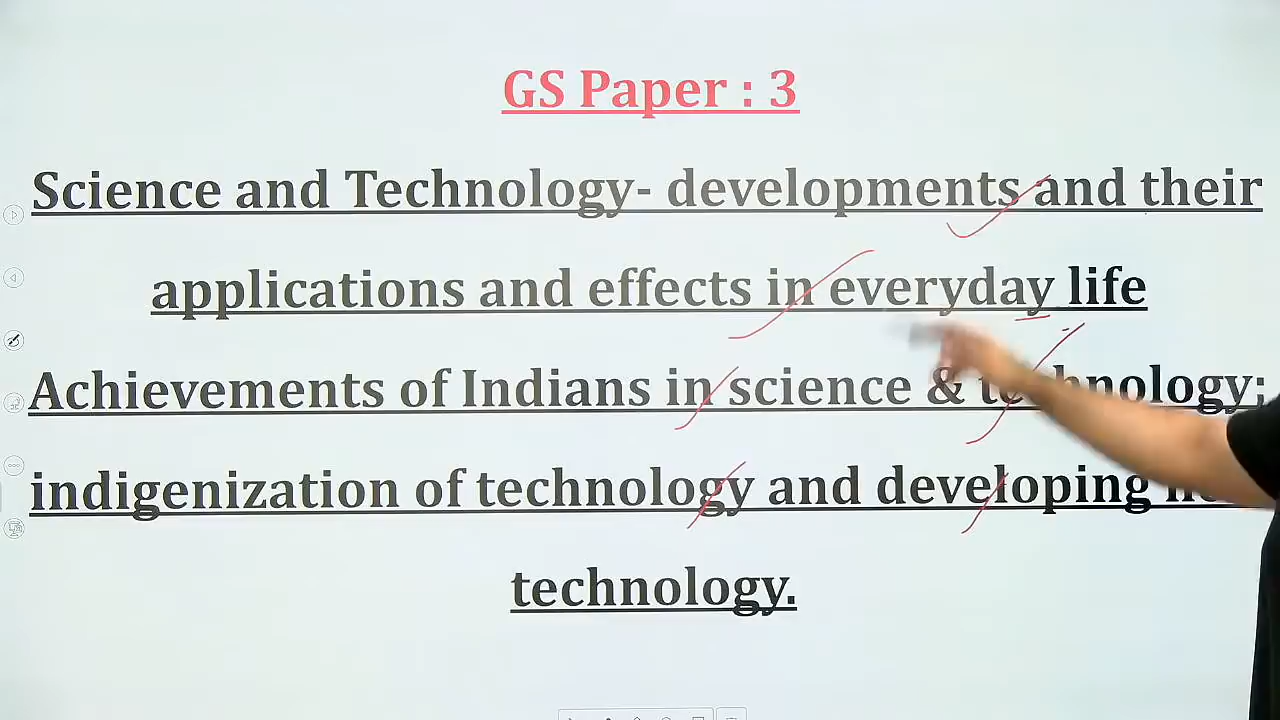 GS Paper : 3
Science and Technology- developments and their
applications and effects in everyday life
Achievements of Indians in science & technology;
indigenization of technology and developing
technology.